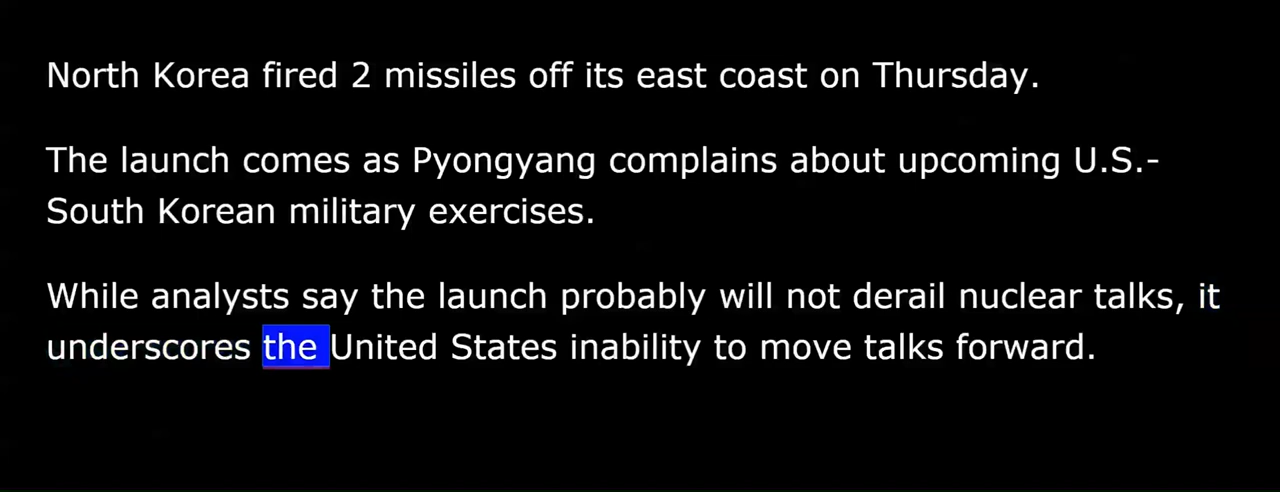 North Korea fired 2 missiles off its east coast on Thursday.
The launch comes as Pyongyang complains about upcoming U.S.-
South Korean military exercises.
While analysts say the launch probably will not derail nuclear talks, it
underscores the United States inability to move talks forward.